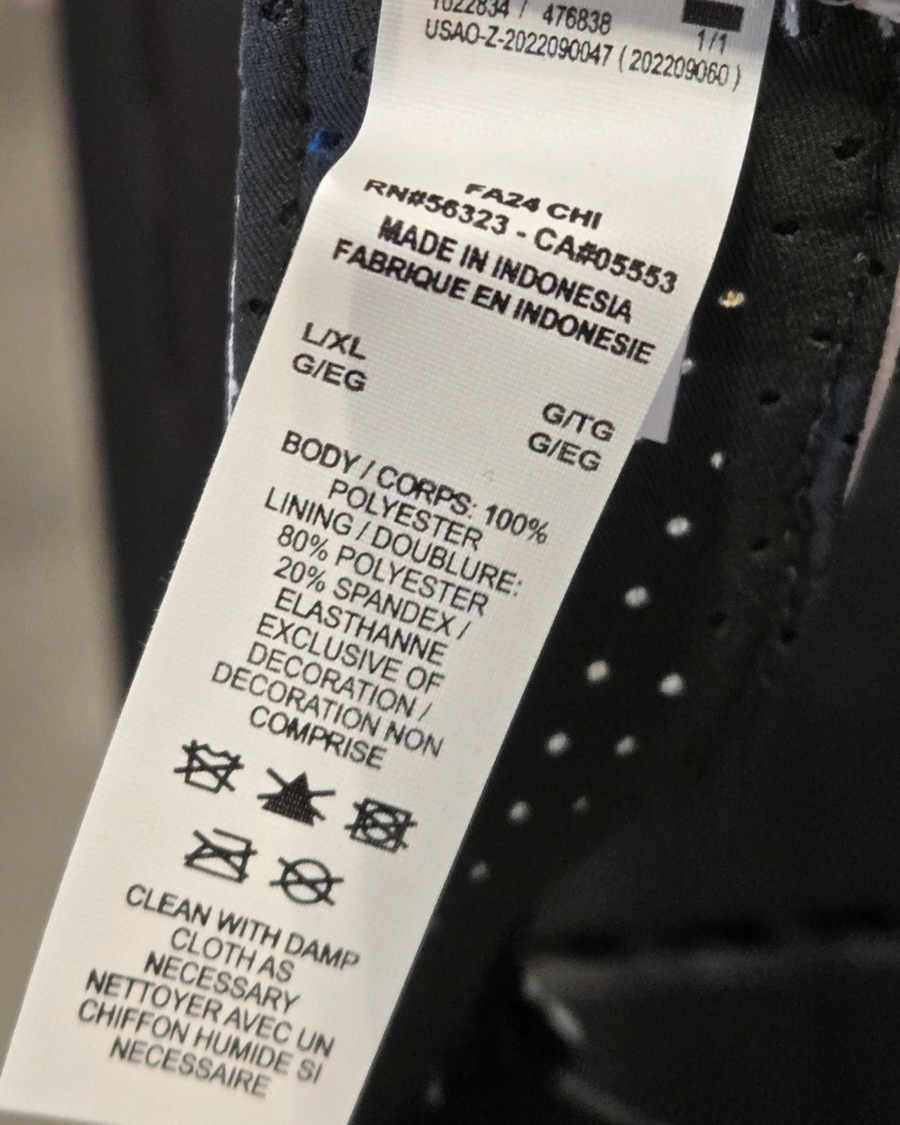 1022834 / 476838
1/1
USAO-Z-2022090047 ( 202209060 )
FA24 CHI
RN#56323 - CA#05553
MADE IN INDONESIA
FABRIQUE EN INDONESIE
L/XL
G/EG
G/TG
G/EG
BODY / CORPS: 100%
POLYESTER
LINING / DOUBLURE:
80% POLYESTER
20% SPANDEX /
ELASTHANNE
EXCLUSIVE OF
DECORATION /
DECORATION NON
COMPRISE
CLEAN WITH DAMP
CLOTH AS
NECESSARY
NETTOYER AVEC UN
CHIFFON HUMIDE SI
NECESSAIRE